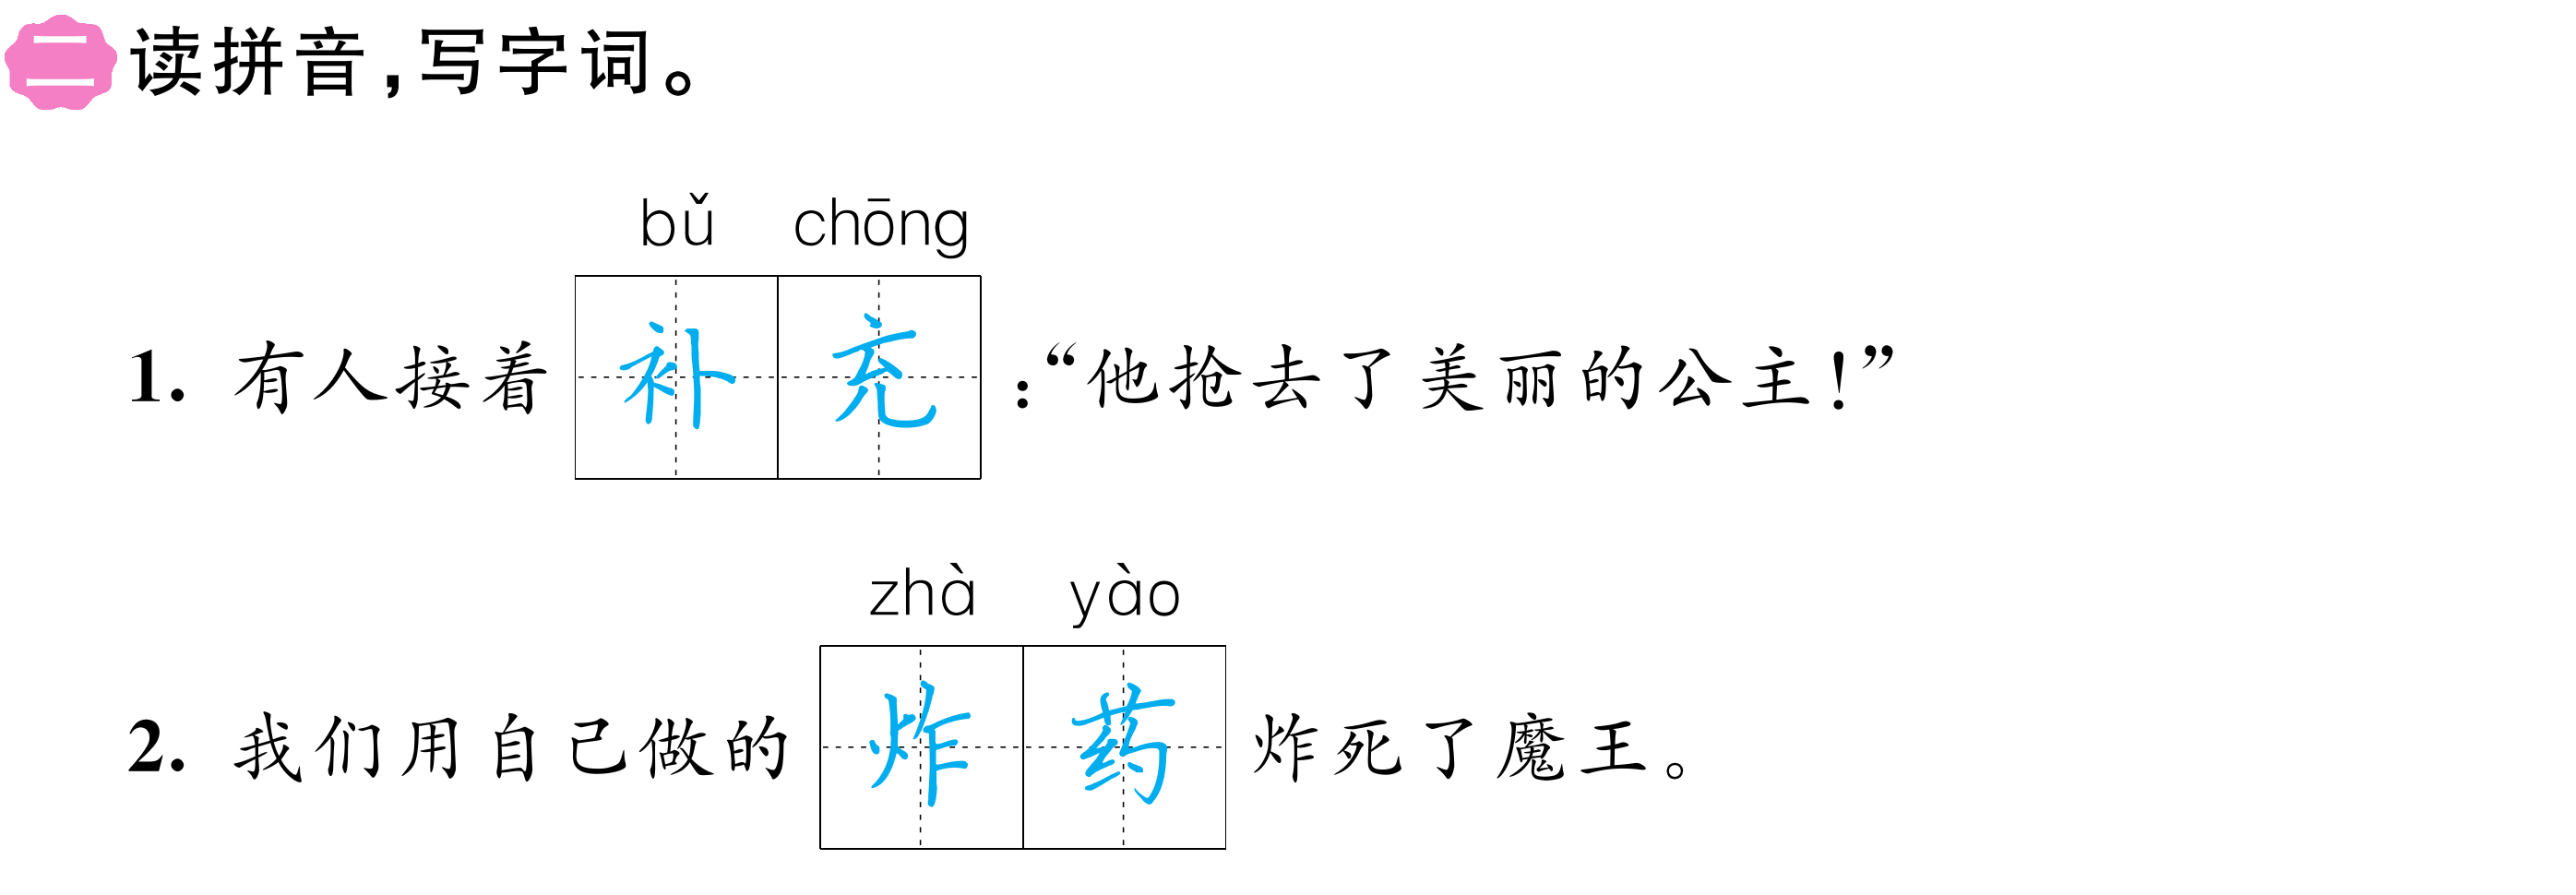 二 读拼音,写字词。
bǔ chōng
1. 有人接着补充:“他抢去了美丽的公主!”
zhà yào
2. 我们用自己做的炸药炸死了魔王。